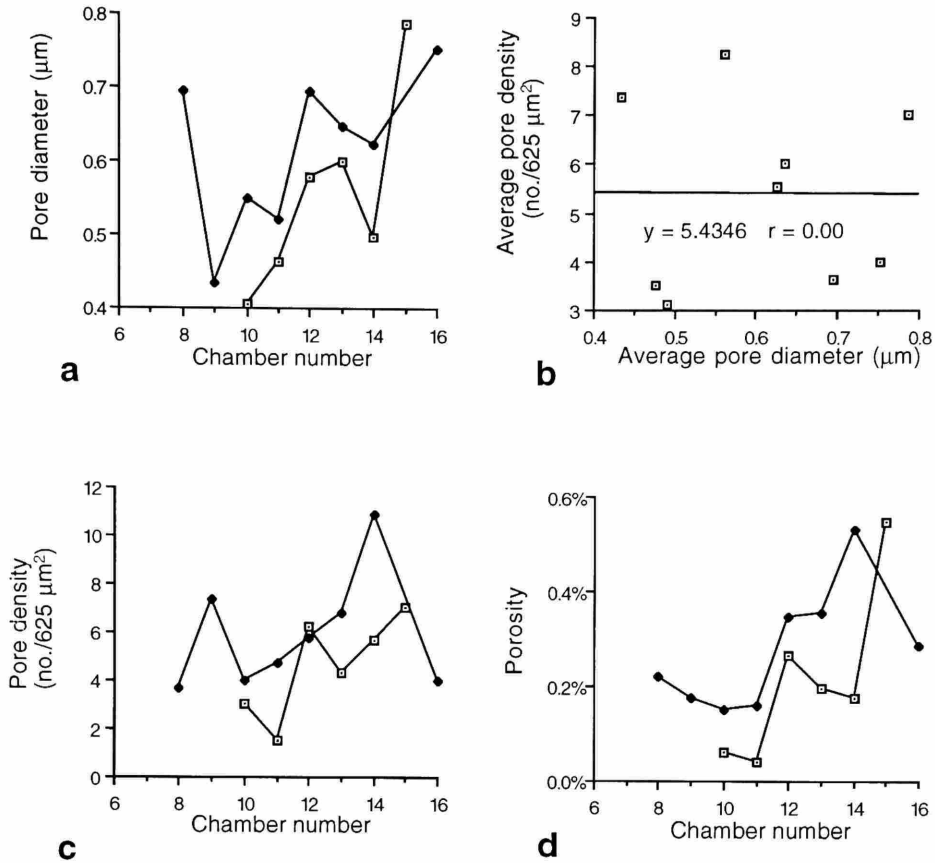 0.8
0.7
0.6
0.5
0.4
Pore diameter (μm)
6 8 10 12 14 16
Chamber number
a
9
8
7
6
5
4
3
Average pore density
(no./625 μm²)
y = 5.4346 r = 0.00
0.4 0.5 0.6 0.7 0.8
Average pore diameter (μm)
b
12
10
8
6
4
2
0
Pore density
(no./625 μm²)
6 8 10 12 14 16
Chamber number
c
0.6%
0.4%
0.2%
0.0%
Porosity
6 8 10 12 14 16
Chamber number
d